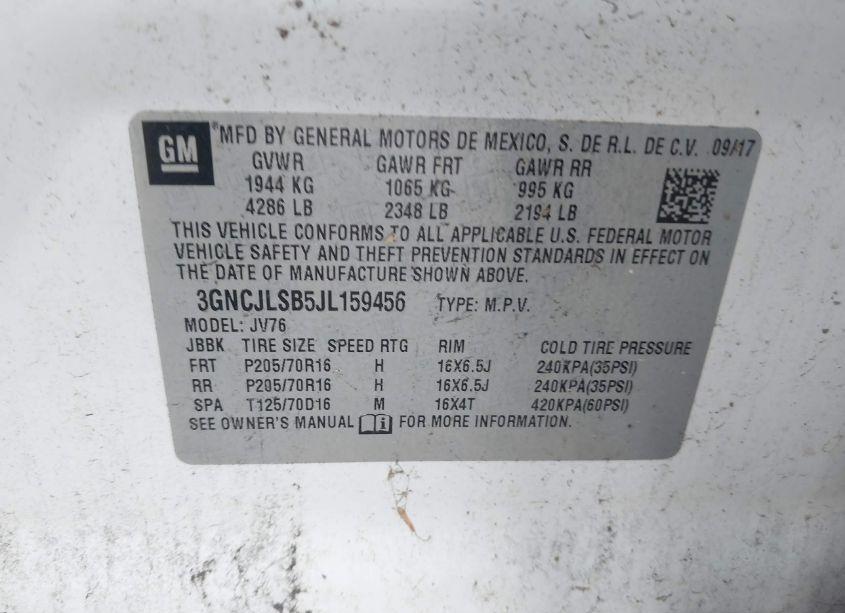 GM
®MFD BY GENERAL MOTORS DE MEXICO, S. DE R.L. DE C.V. 09/17
GVWR GAWR FRT GAWR RR
1944 KG 1065 KG 995 KG
4286 LB 2348 LB 2194 LB
THIS VEHICLE CONFORMS TO ALL APPLICABLE U.S. FEDERAL MOTOR
VEHICLE SAFETY AND THEFT PREVENTION STANDARDS IN EFFECT ON
THE DATE OF MANUFACTURE SHOWN ABOVE.
3GNCJLSB5JL159456 TYPE: M.P.V.
MODEL: JV76
JBBK TIRE SIZE SPEED RTG RIM COLD TIRE PRESSURE
FRT P205/70R16 H 16X6.5J 240KPA(35PSI)
RR P205/70R16 H 16X6.5J 240KPA(35PSI)
SPA T125/70D16 M 16X4T 420KPA(60PSI)
SEE OWNER'S MANUAL FOR MORE INFORMATION.